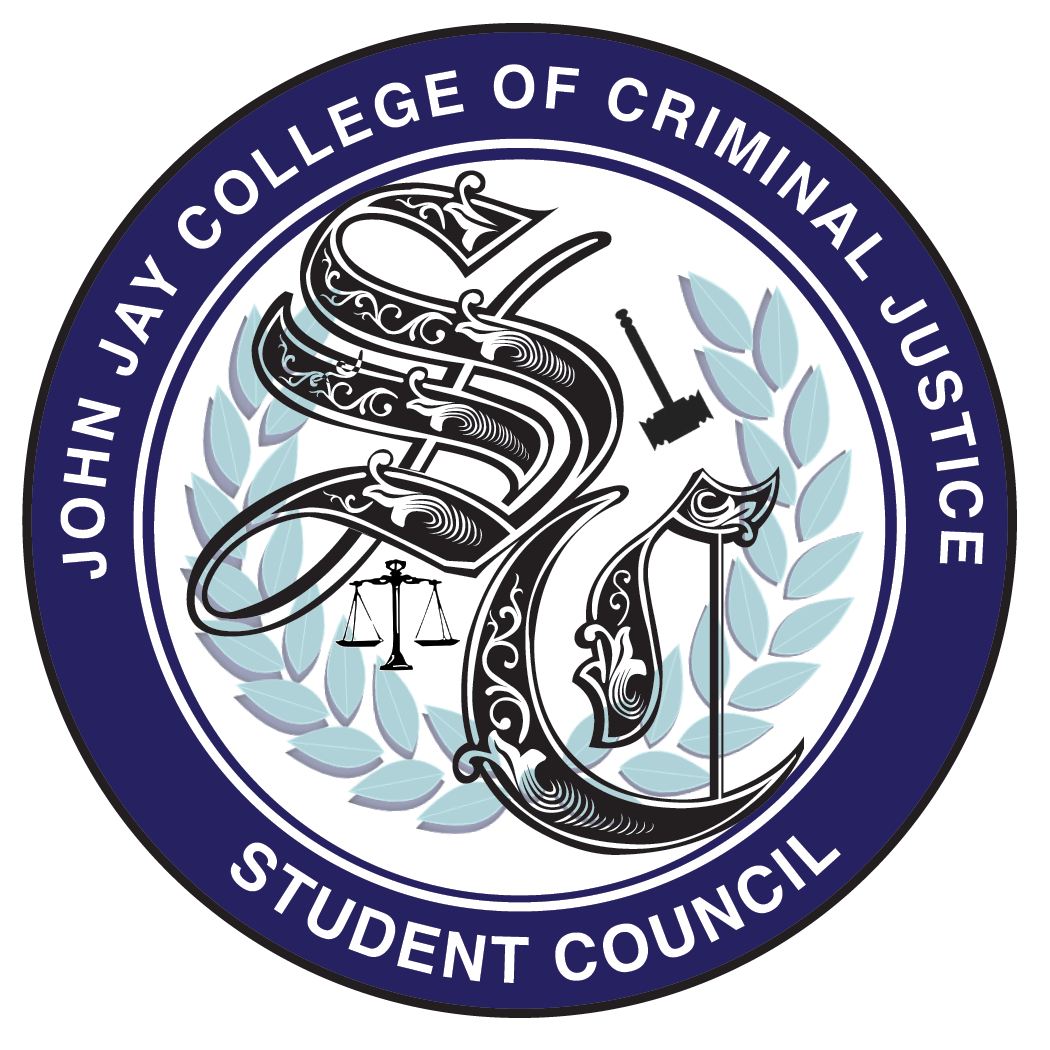 JOHN JAY COLLEGE OF CRIMINAL JUSTICE
SC
STUDENT COUNCIL